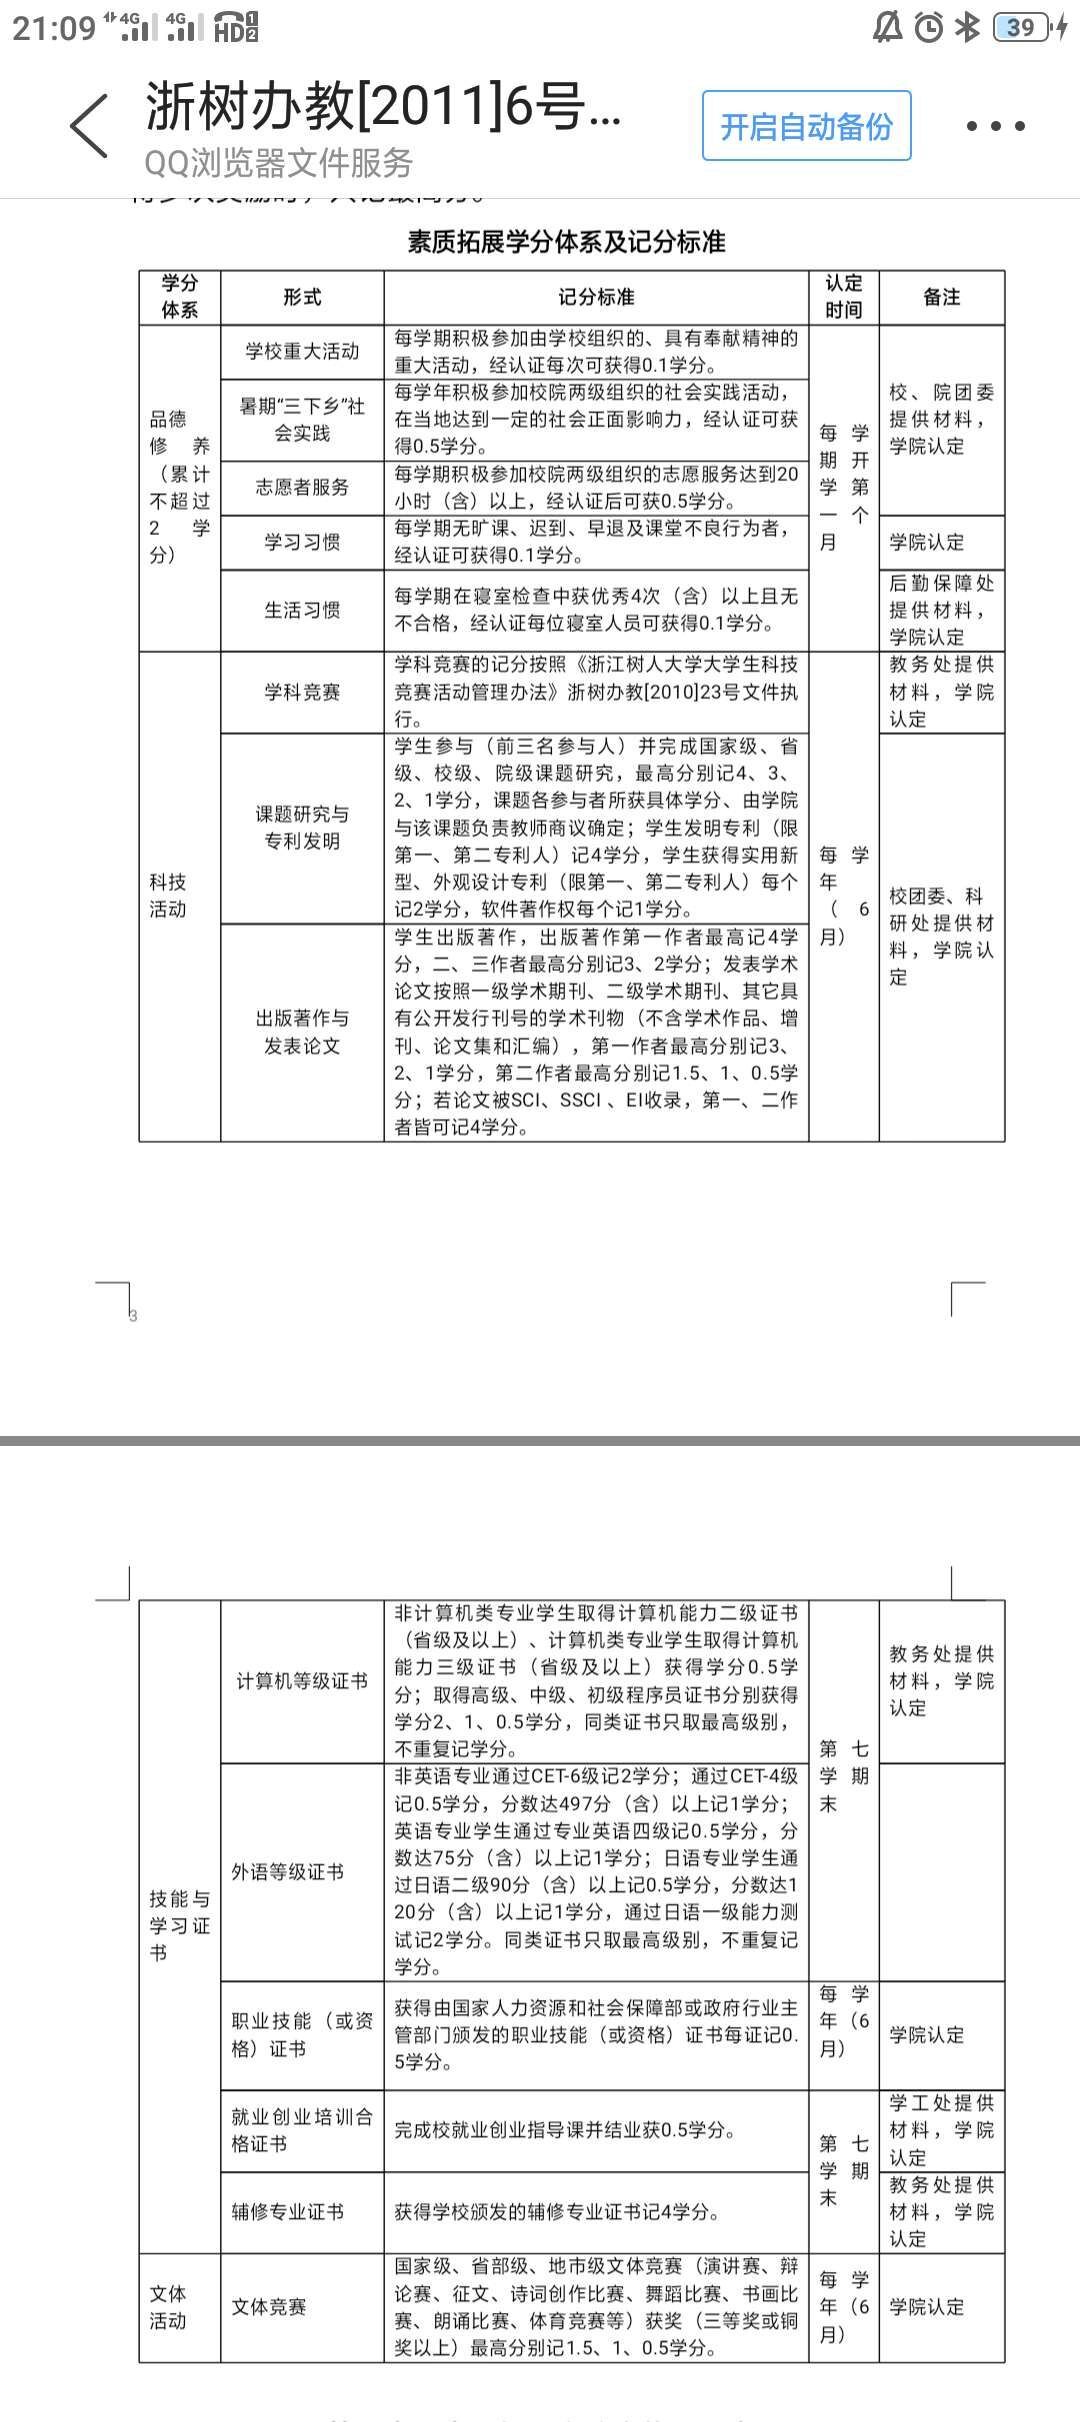 21:09 4G 4G HD 1 2 39
浙树办教[2011]6号...
开启自动备份
QQ浏览器文件服务
素质拓展学分体系及记分标准
学分
体系
形式
记分标准
认定
时间
备注
品德
修 养
（累计
不超过
2 学
分）
学校重大活动
每学期积极参加由学校组织的、具有奉献精神的
重大活动，经认证每次可获得0.1学分。
暑期“三下乡”社
会实践
每学年积极参加校院两级组织的社会实践活动，
在当地达到一定的社会正面影响力，经认证可获
得0.5学分。
志愿者服务
每学期积极参加校院两级组织的志愿服务达到20
小时（含）以上，经认证后可获0.5学分。
学习习惯
每学期无旷课、迟到、早退及课堂不良行为者，
经认证可获得0.1学分。
生活习惯
每学期在寝室检查中获优秀4次（含）以上且无
不合格，经认证每位寝室人员可获得0.1学分。
每 学
期 开
学 第
一 个
月
校、院团委
提供材料，
学院认定
学院认定
后勤保障处
提供材料，
学院认定
科技
活动
学科竞赛
学科竞赛的记分按照《浙江树人大学大学生科技
竞赛活动管理办法》浙树办教[2010]23号文件执
行。
课题研究与
专利发明
学生参与（前三名参与人）并完成国家级、省
级、校级、院级课题研究，最高分别记4、3、
2、1学分，课题各参与者所获具体学分、由学院
与该课题负责教师商议确定；学生发明专利（限
第一、第二专利人）记4学分，学生获得实用新
型、外观设计专利（限第一、第二专利人）每个
记2学分，软件著作权每个记1学分。
出版著作与
发表论文
学生出版著作，出版著作第一作者最高记4学
分，二、三作者最高分别记3、2学分；发表学术
论文按照一级学术期刊、二级学术期刊、其它具
有公开发行刊号的学术刊物（不含学术作品、增
刊、论文集和汇编），第一作者最高分别记3、
2、1学分，第二作者最高分别记1.5、1、0.5学
分；若论文被SCI、SSCI 、EI收录，第一、二作
者皆可记4学分。
每 学
年
（ 6
月）
教务处提供
材料，学院
认定
校团委、科
研处提供材
料，学院认
定
3
技能与
学习证
书
计算机等级证书
非计算机类专业学生取得计算机能力二级证书
（省级及以上）、计算机类专业学生取得计算机
能力三级证书（省级及以上）获得学分0.5学
分；取得高级、中级、初级程序员证书分别获得
学分2、1、0.5学分，同类证书只取最高级别，
不重复记学分。
第 七
学 期
末
教务处提供
材料，学院
认定
外语等级证书
非英语专业通过CET-6级记2学分；通过CET-4级
记0.5学分，分数达497分（含）以上记1学分；
英语专业学生通过专业英语四级记0.5学分，分
数达75分（含）以上记1学分；日语专业学生通
过日语二级90分（含）以上记0.5学分，分数达1
20分（含）以上记1学分，通过日语一级能力测
试记2学分。同类证书只取最高级别，不重复记
学分。
职业技能（或资
格）证书
获得由国家人力资源和社会保障部或政府行业主
管部门颁发的职业技能（或资格）证书每证记0.
5学分。
每 学
年（6
月）
学院认定
就业创业培训合
格证书
完成校就业创业指导课并结业获0.5学分。
第 七
学 期
末
学工处提供
材料，学院
认定
辅修专业证书
获得学校颁发的辅修专业证书记4学分。
教务处提供
材料，学院
认定
文体
活动
文体竞赛
国家级、省部级、地市级文体竞赛（演讲赛、辩
论赛、征文、诗词创作比赛、舞蹈比赛、书画比
赛、朗诵比赛、体育竞赛等）获奖（三等奖或铜
奖以上）最高分别记1.5、1、0.5学分。
每 学
年（6
月）
学院认定